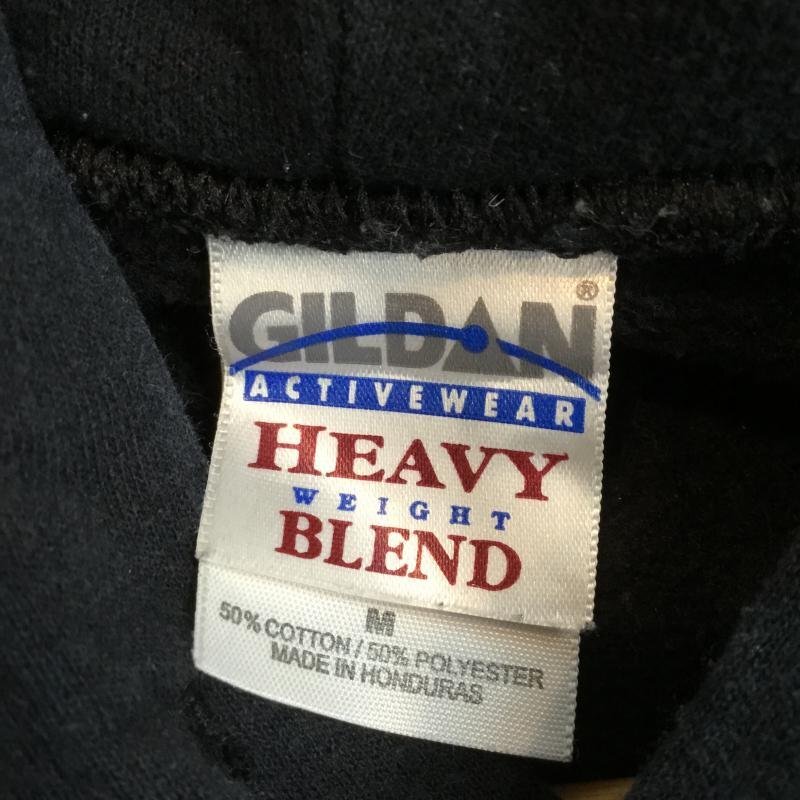 GILDAN®
ACTIVEWEAR
HEAVY
WEIGHT
BLEND
M
50% COTTON / 50% POLYESTER
MADE IN HONDURAS